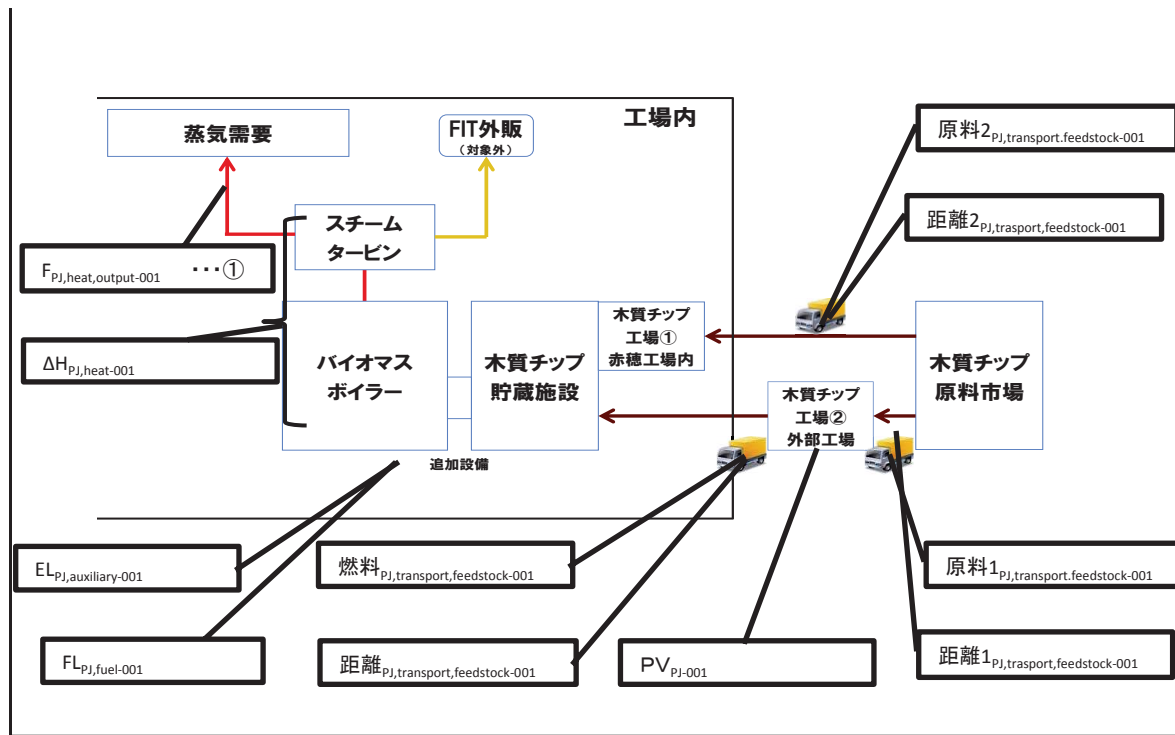 工場内
蒸気需要
FIT外販
（対象外）
原料2PJ,transport.feedstock-001
距離2PJ,trasport,feedstock-001
スチーム
タービン
FPJ,heat,output-001 ・・・①
ΔHPJ,heat-001
バイオマス
ボイラー
木質チップ
貯蔵施設
木質チップ
工場①
赤穂工場内
木質チップ
工場②
外部工場
木質チップ
原料市場
追加設備
ELPJ,auxiliary-001
燃料PJ,transport,feedstock-001
原料1PJ,transport.feedstock-001
FLPJ,fuel-001
距離PJ,transport,feedstock-001
PVPJ-001
距離1PJ,trasport,feedstock-001